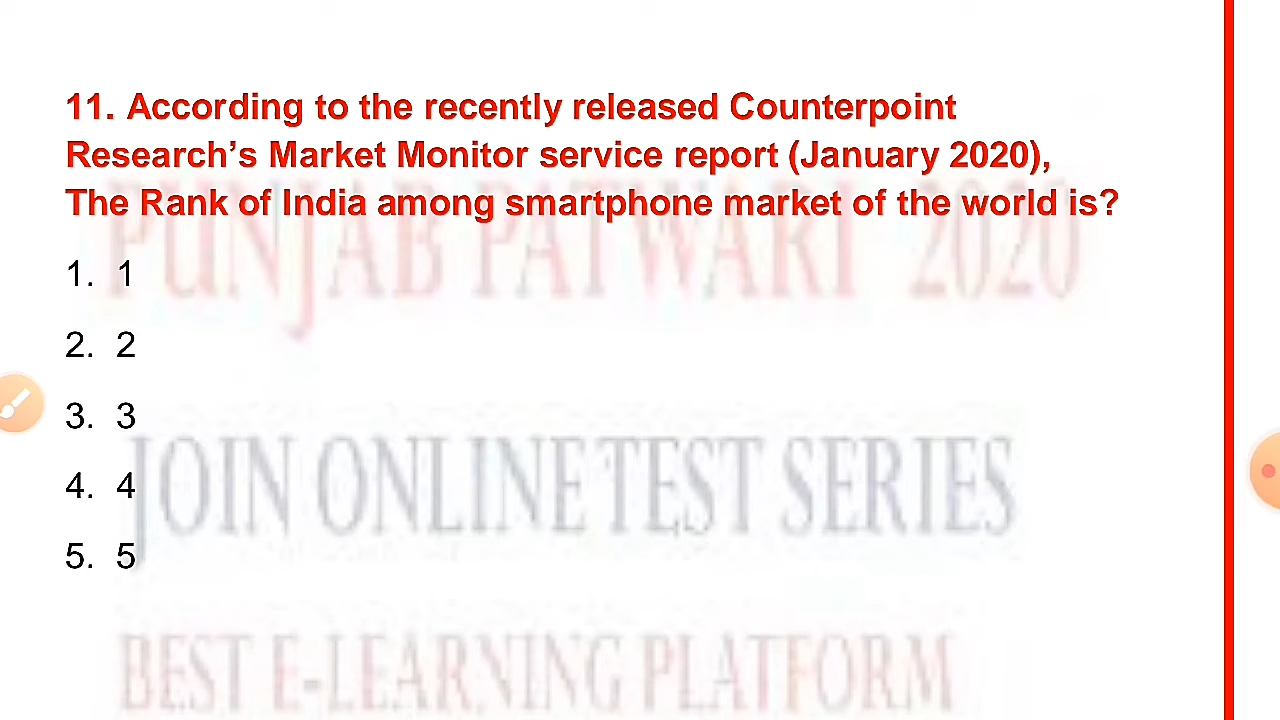 11. According to the recently released Counterpoint
Research’s Market Monitor service report (January 2020),
The Rank of India among smartphone market of the world is?
PUNJAB PATWARI 2020
1. 1
2. 2
3. 3
JOIN ONLINE TEST SERIES
4. 4
5. 5
BEST E-LEARNING PLATFORM